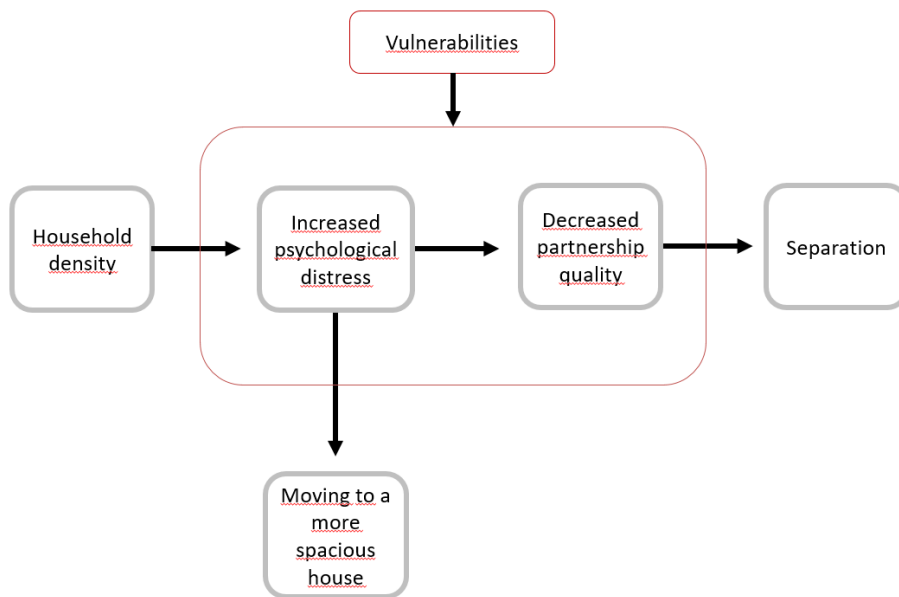 Vulnerabilities
Household
density
Increased
psychological
distress
Decreased
partnership
quality
Separation
Moving to a
more
spacious
house